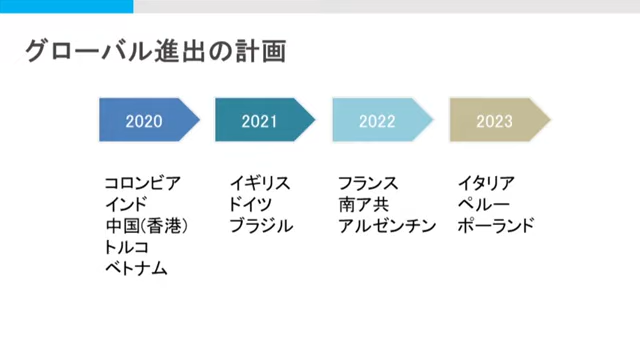 グローバル進出の計画
2020
2021
2022
2023
コロンビア
インド
中国(香港)
トルコ
ベトナム
イギリス
ドイツ
ブラジル
フランス
南ア共
アルゼンチン
イタリア
ペルー
ポーランド